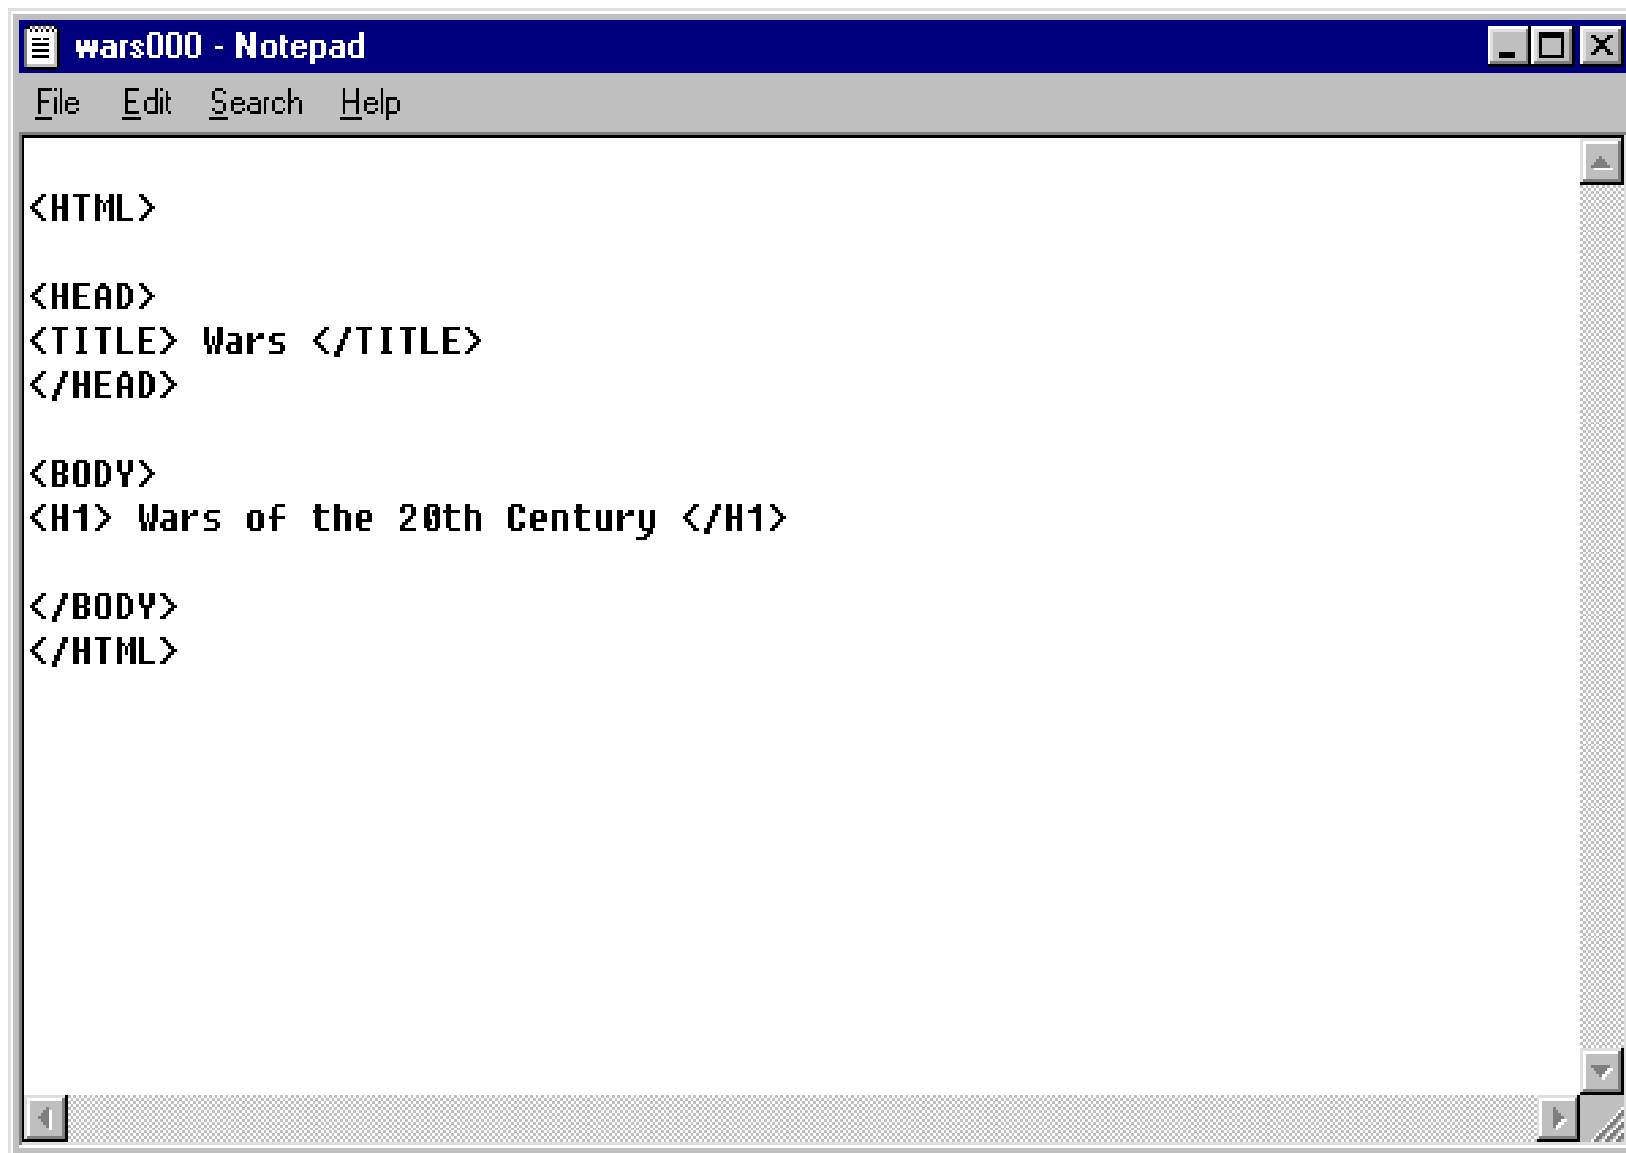 wars000 - Notepad
File Edit Search Help
<HTML>
<HEAD>
<TITLE> Wars </TITLE>
</HEAD>
<BODY>
<H1> Wars of the 20th Century </H1>
</BODY>
</HTML>